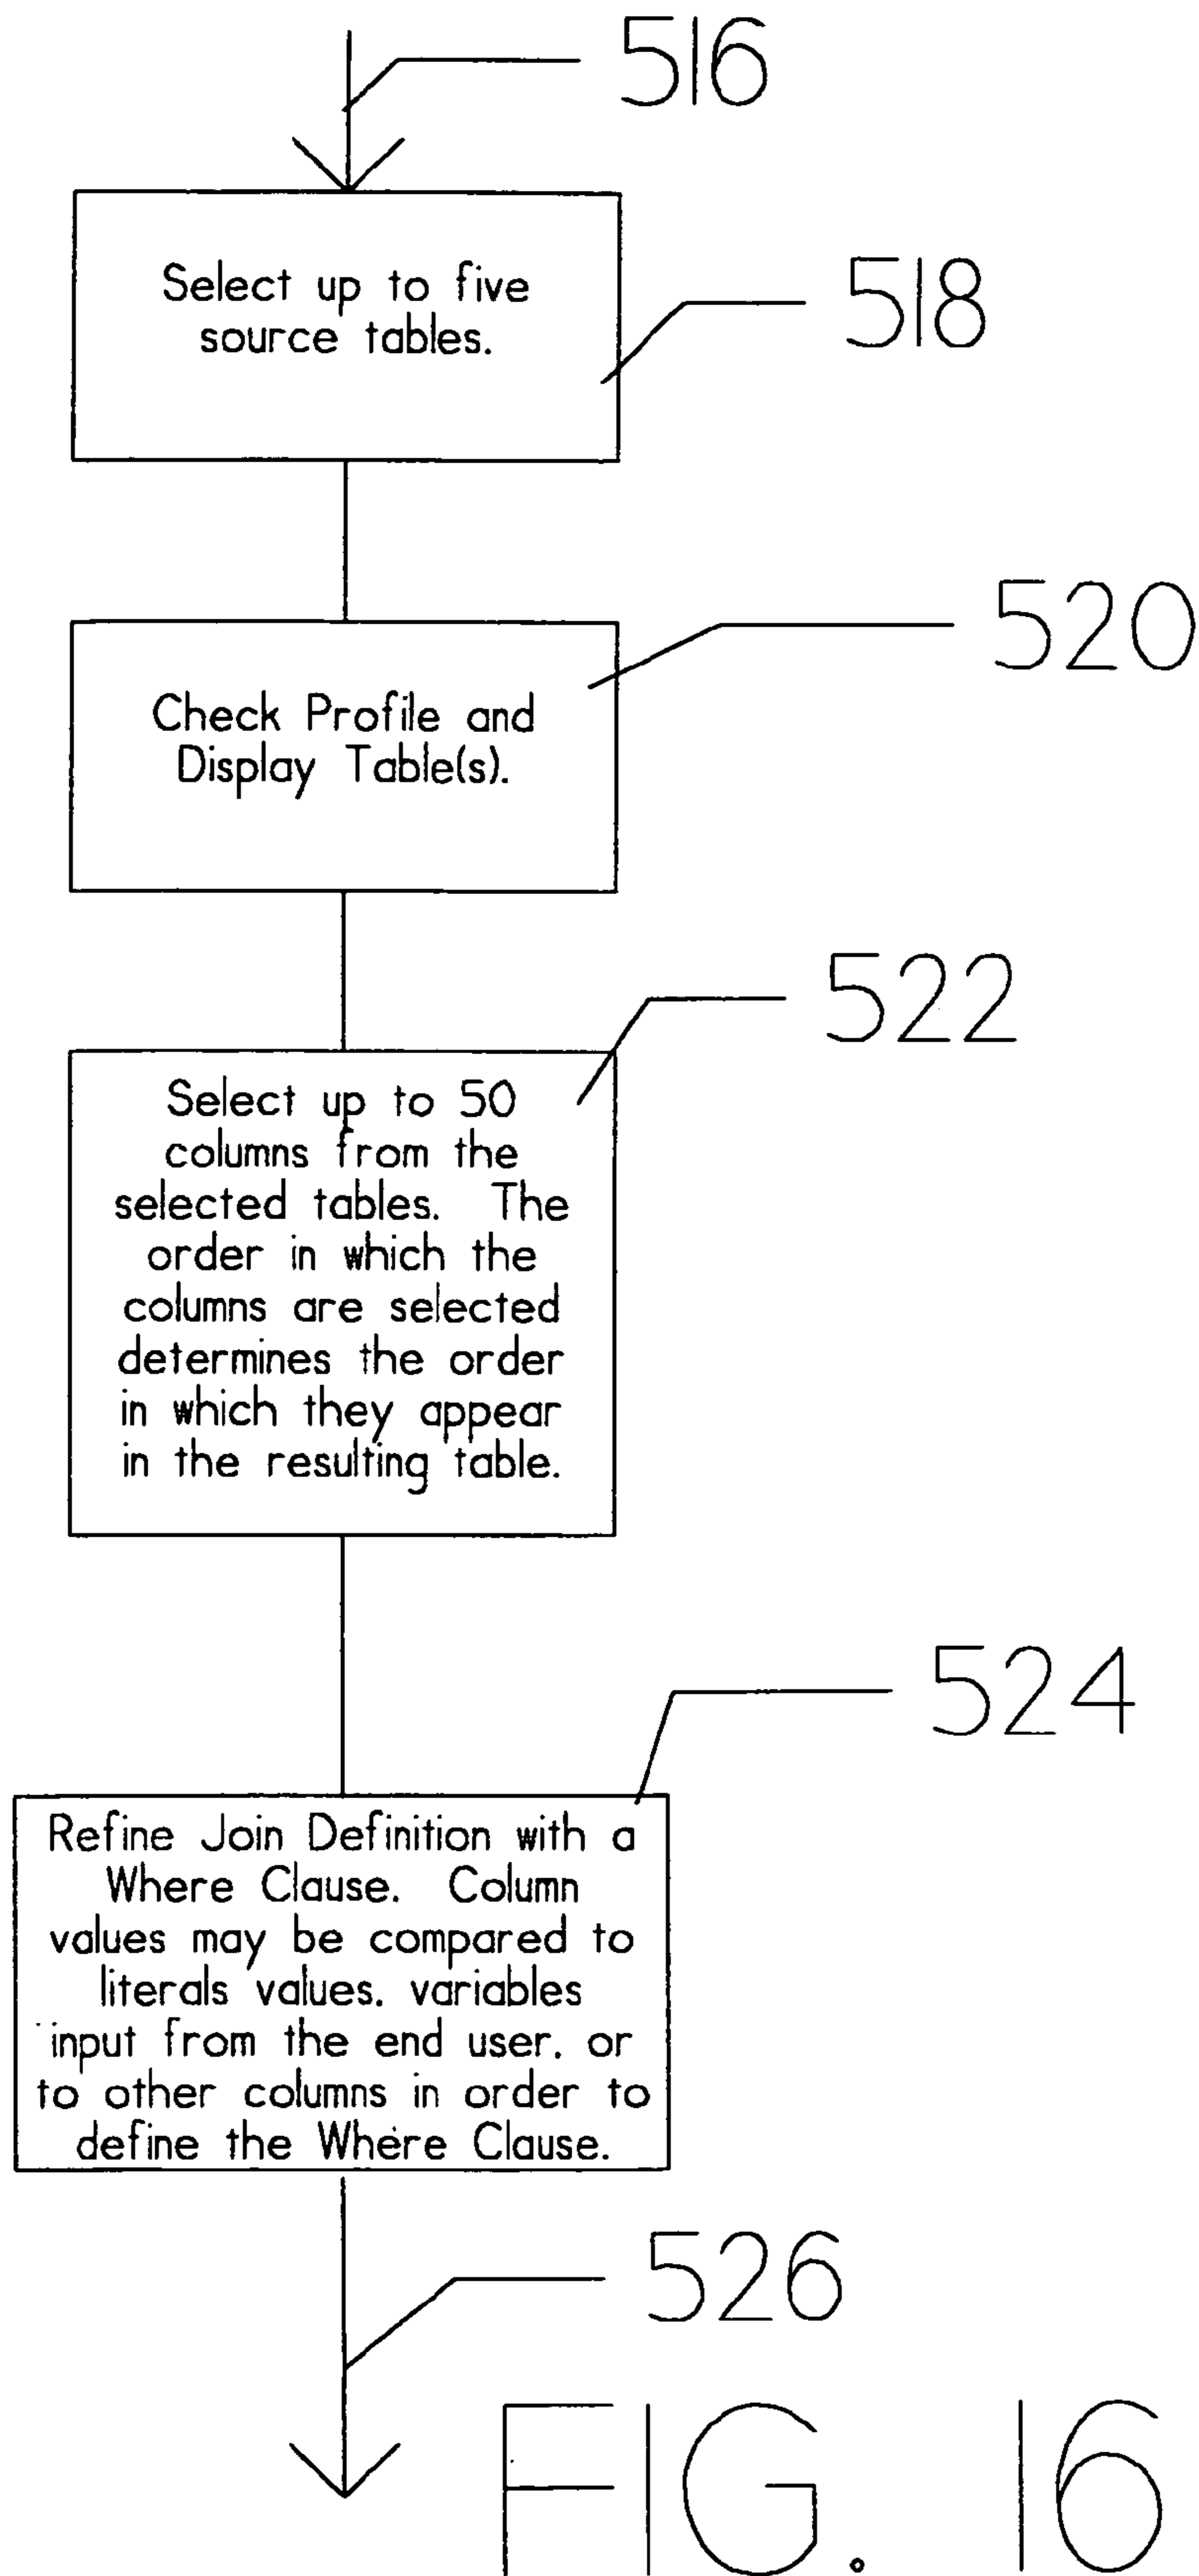 516
Select up to five
source tables.
518
520
Check Profile and
Display Table(s).
522
Select up to 50
columns from the
selected tables. The
order in which the
columns are selected
determines the order
in which they appear
in the resulting table.
524
Refine Join Definition with a
Where Clause. Column
values may be compared to
literals values. variables
input from the end user. or
to other columns in order to
define the Where Clause.
526
FIG. 16